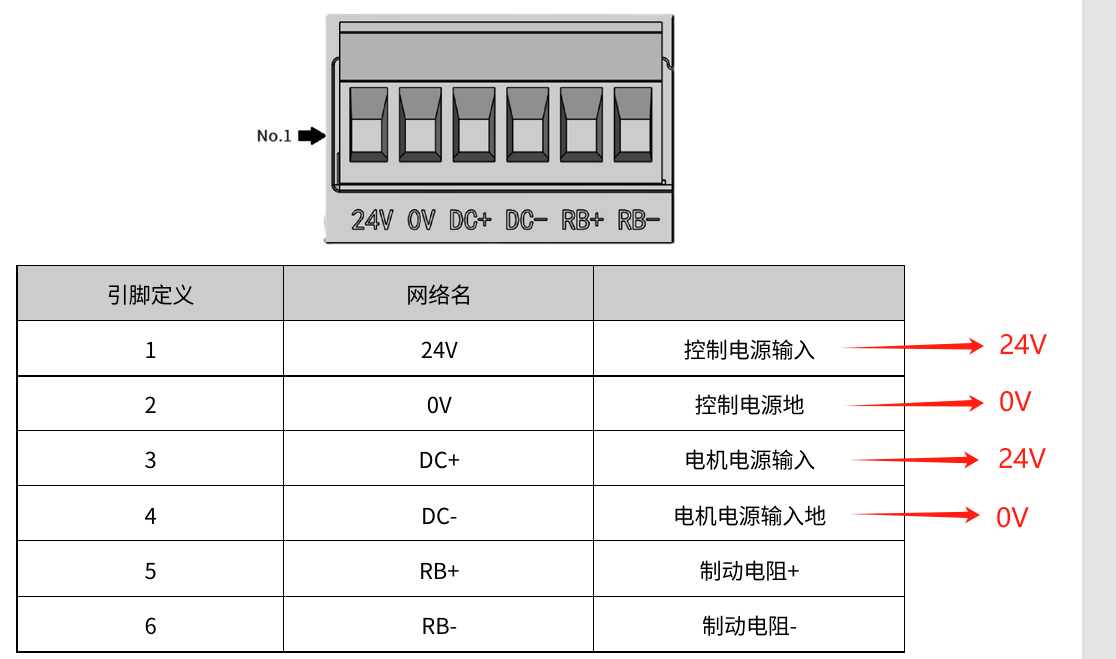 No.1
24V 0V DC+ DC- RB+ RB-
引脚定义 网络名
1 24V 控制电源输入 24V
2 0V 控制电源地 0V
3 DC+ 电机电源输入 24V
4 DC- 电机电源输入地 0V
5 RB+ 制动电阻+
6 RB- 制动电阻-